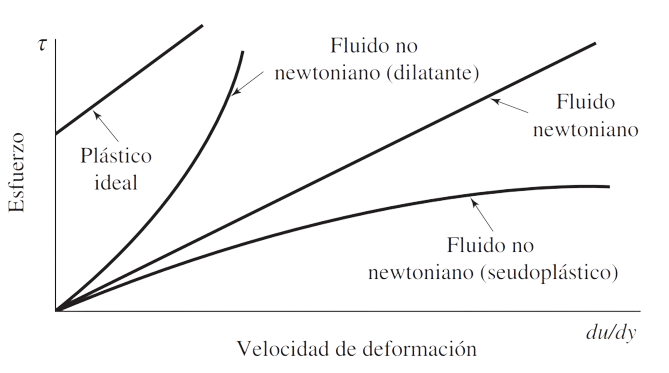 τ
Fluido no
newtoniano (dilatante)
Fluido
newtoniano
Plástico
ideal
Esfuerzo
Fluido no
newtoniano (seudoplástico)
du/dy
Velocidad de deformación